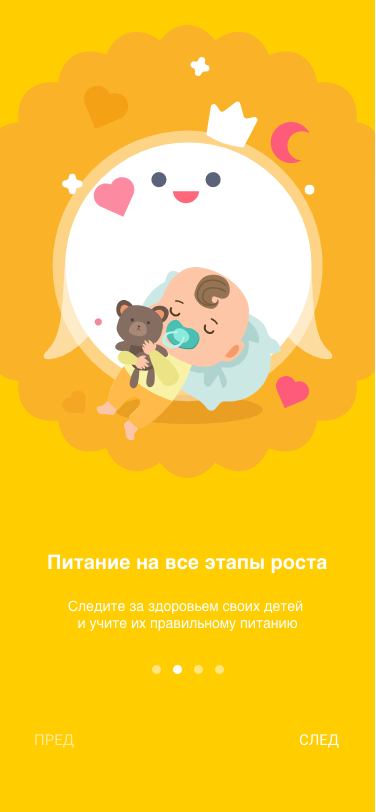 Питание на все этапы роста
Следите за здоровьем своих детей
и учите их правильному питанию
ПРЕД
СЛЕД